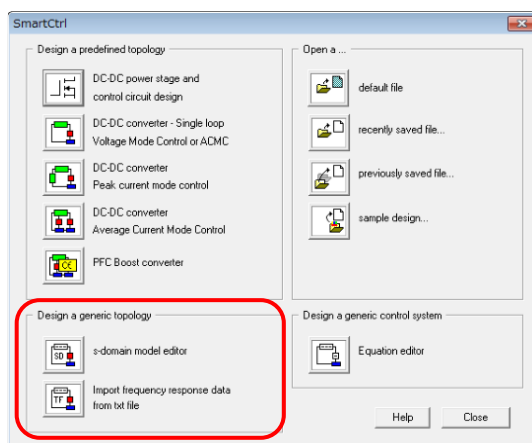 SmartCtrl
Design a predefined topology
DC-DC power stage and
control circuit design
DC-DC converter - Single loop
Voltage Mode Control or ACMC
DC-DC converter
Peak current mode control
DC-DC converter
Average Current Mode Control
PFC Boost converter
Open a ...
default file
recently saved file...
previously saved file...
sample design...
Design a generic topology
SD
s-domain model editor
TF
Import frequency response data
from txt file
Design a generic control system
Equation editor
Help
Close